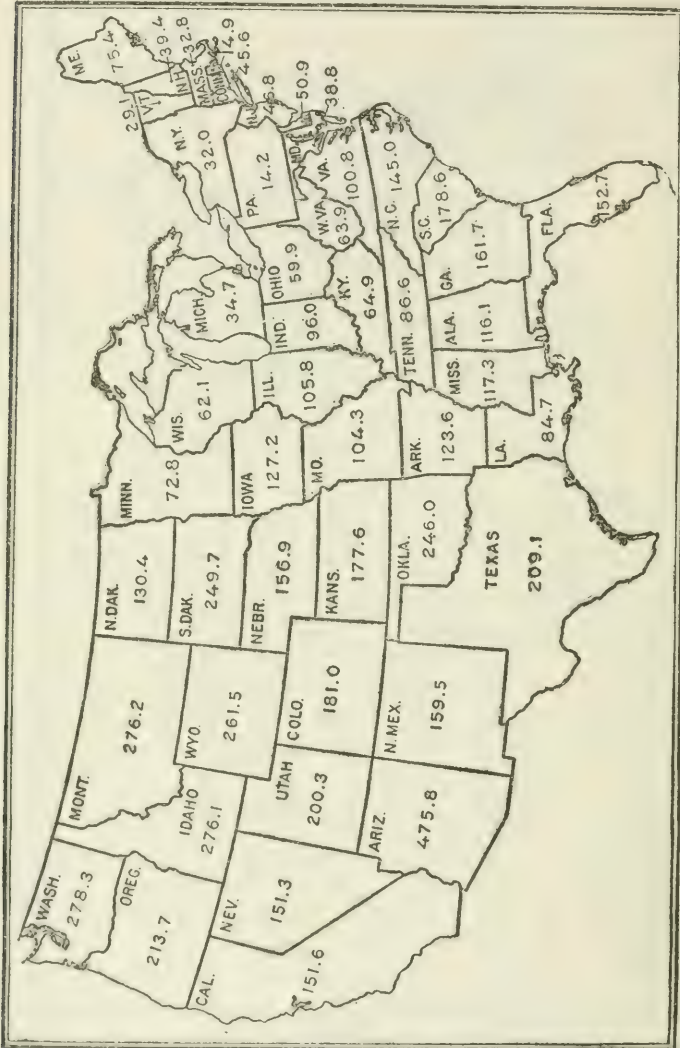 WASH.
278.3
OREG.
213.7
CAL.
151.6
NEV.
151.3
IDAHO
276.1
MONT.
276.2
WYO.
261.5
UTAH
200.3
COLO.
181.0
ARIZ.
475.8
N.MEX.
159.5
N.DAK.
130.4
S.DAK.
249.7
NEBR.
156.9
KANS.
177.6
OKLA.
246.0
TEXAS
209.1
MINN.
72.8
IOWA
127.2
MO.
104.3
ARK.
123.6
LA.
84.7
WIS.
62.1
ILL.
105.8
MICH.
34.7
IND.
96.0
OHIO
59.9
KY.
64.9
TENN. 86.6
MISS.
117.3
ALA.
116.1
GA.
161.7
FLA.
152.7
S.C.
178.6
N.C. 145.0
VA.
100.8
W.VA.
63.9
MD.
50.9
38.8
PA.
14.2
N.J.
46.8
N.Y.
32.0
29.1
VT.
N.H.
39.4
ME.
75.4
MASS.
32.8
CONN.
14.9
45.6